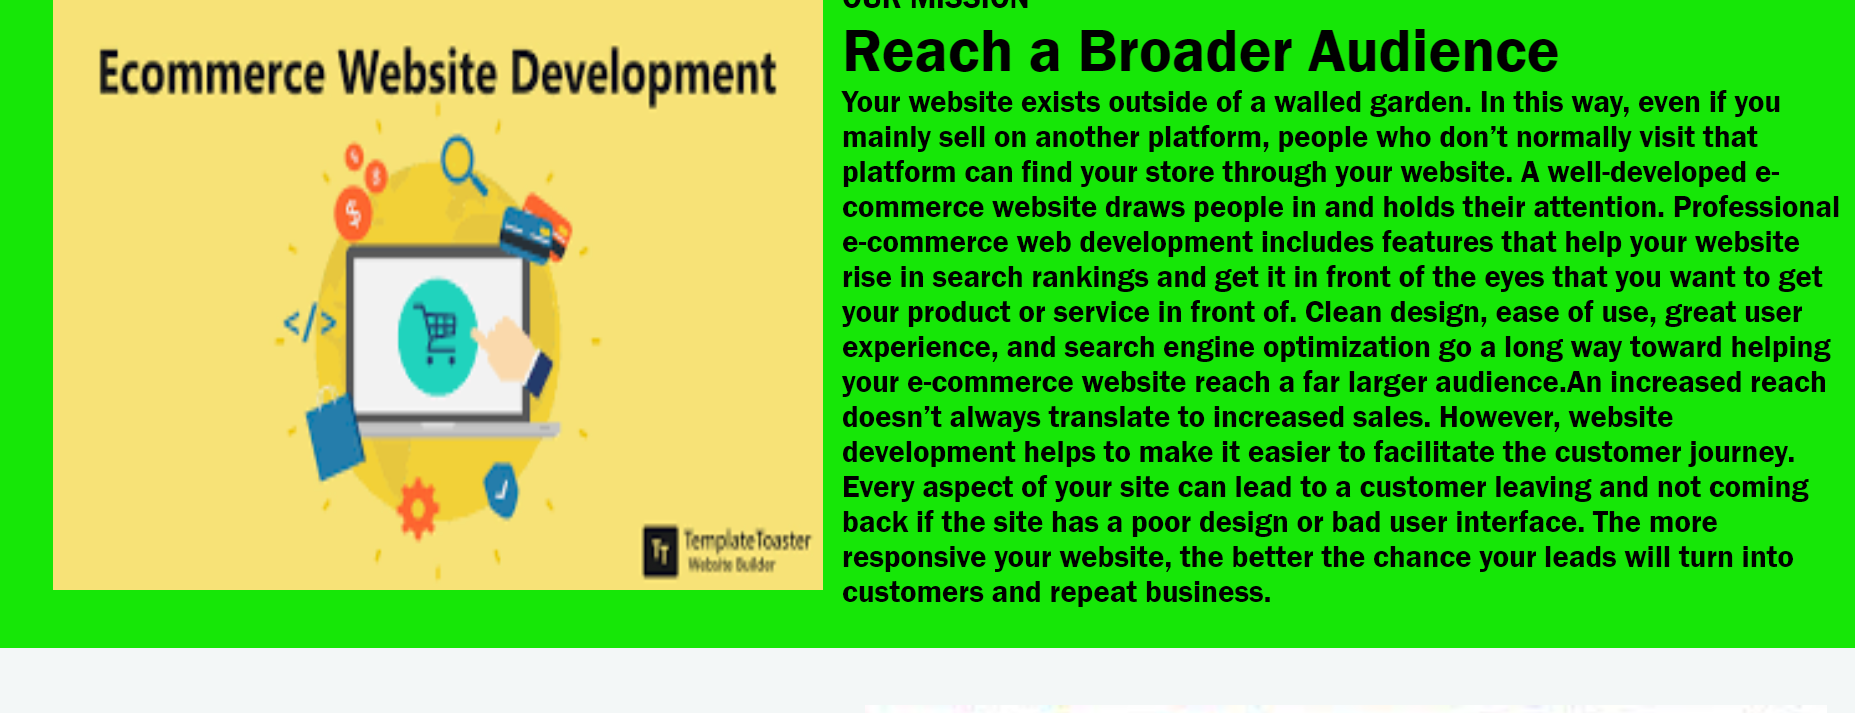 Ecommerce Website Development
TemplateToaster
Website Builder
OUR MISSION
Reach a Broader Audience
Your website exists outside of a walled garden. In this way, even if you
mainly sell on another platform, people who don’t normally visit that
platform can find your store through your website. A well-developed e-
commerce website draws people in and holds their attention. Professional
e-commerce web development includes features that help your website
rise in search rankings and get it in front of the eyes that you want to get
your product or service in front of. Clean design, ease of use, great user
experience, and search engine optimization go a long way toward helping
your e-commerce website reach a far larger audience.An increased reach
doesn’t always translate to increased sales. However, website
development helps to make it easier to facilitate the customer journey.
Every aspect of your site can lead to a customer leaving and not coming
back if the site has a poor design or bad user interface. The more
responsive your website, the better the chance your leads will turn into
customers and repeat business.